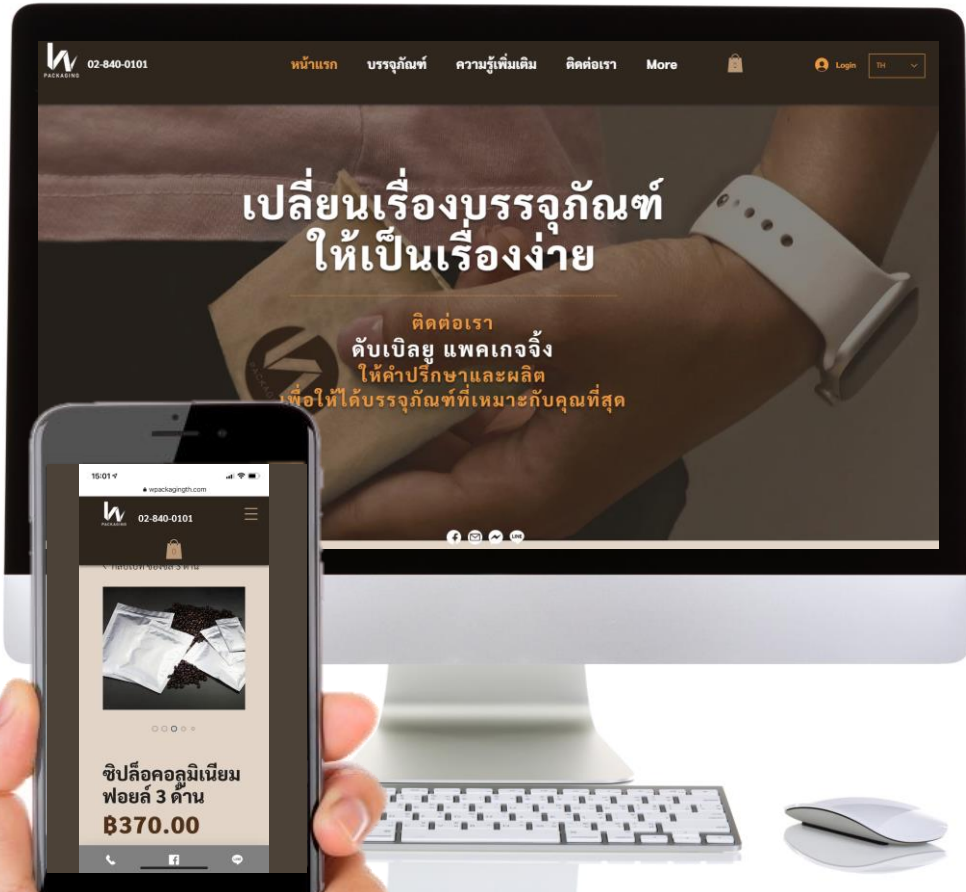 W
PACKAGING
02-840-0101
หน้าแรก
บรรจุภัณฑ์
ความรู้เพิ่มเติม
ติดต่อเรา
More
0
Login
TH
เปลี่ยนเรื่องบรรจุภัณฑ์
ให้เป็นเรื่องง่าย
ติดต่อเรา
ดับเบิลยู แพคเกจจิ้ง
ให้คำปรึกษาและผลิต
เพื่อให้ได้บรรจุภัณฑ์ที่เหมาะกับคุณที่สุด
LINE
15:01
wpackagingth.com
W
PACKAGING
02-840-0101
0
ซิปล็อคอลูมิเนียม
ฟอยล์ 3 ด้าน
฿370.00